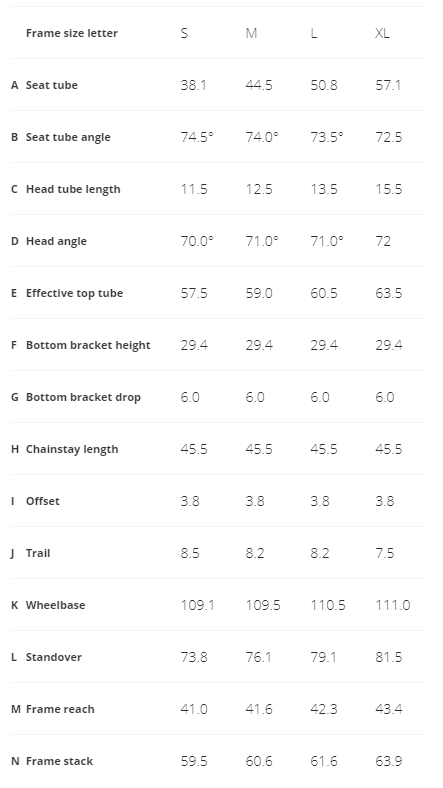 Frame size letter S M L XL
A Seat tube 38.1 44.5 50.8 57.1
B Seat tube angle 74.5° 74.0° 73.5° 72.5
C Head tube length 11.5 12.5 13.5 15.5
D Head angle 70.0° 71.0° 71.0° 72
E Effective top tube 57.5 59.0 60.5 63.5
F Bottom bracket height 29.4 29.4 29.4 29.4
G Bottom bracket drop 6.0 6.0 6.0 6.0
H Chainstay length 45.5 45.5 45.5 45.5
I Offset 3.8 3.8 3.8 3.8
J Trail 8.5 8.2 8.2 7.5
K Wheelbase 109.1 109.5 110.5 111.0
L Standover 73.8 76.1 79.1 81.5
M Frame reach 41.0 41.6 42.3 43.4
N Frame stack 59.5 60.6 61.6 63.9